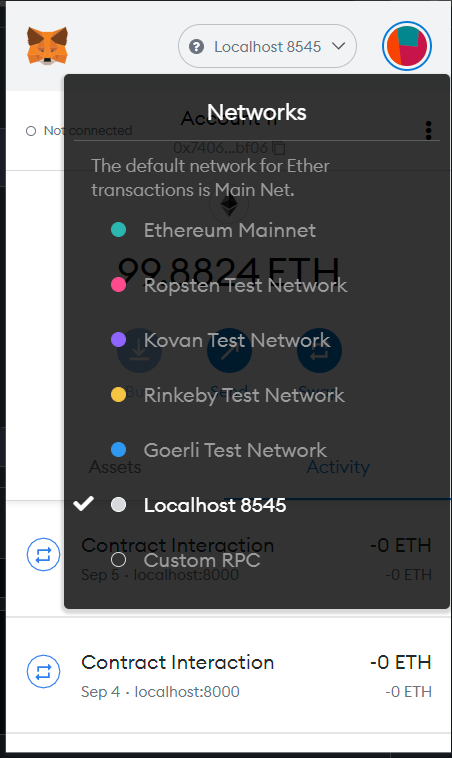 Localhost 8545
Networks
Not connected
Account 11
0x7406...bf06
The default network for Ether
transactions is Main Net.
Ethereum Mainnet
99.8824 ETH
Ropsten Test Network
Kovan Test Network
Buy
Send
Swap
Rinkeby Test Network
Goerli Test Network
Assets
Activity
Localhost 8545
Contract Interaction
-0 ETH
Sep 5 · localhost:8000
-0 ETH
Custom RPC
Contract Interaction
-0 ETH
Sep 4 · localhost:8000
-0 ETH